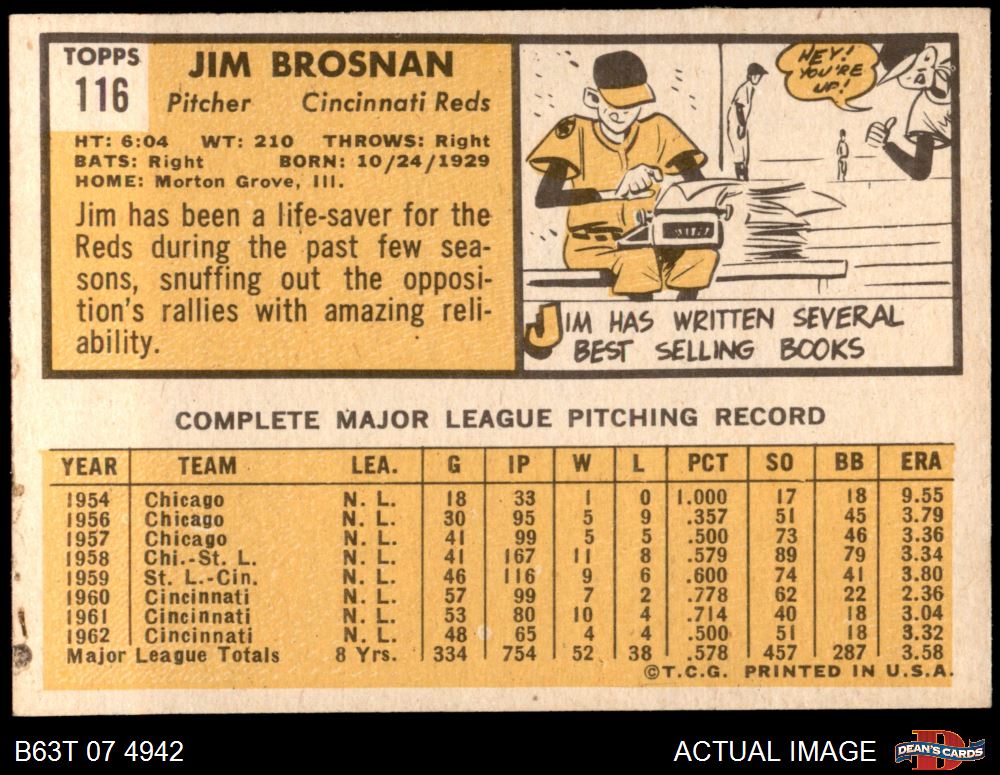 TOPPS
116
JIM BROSNAN
Pitcher Cincinnati Reds
HT: 6:04 WT: 210 THROWS: Right
BATS: Right BORN: 10/24/1929
HOME: Morton Grove, Ill.
Jim has been a life-saver for the
Reds during the past few sea-
sons, snuffing out the opposi-
tion's rallies with amazing reli-
ability.
HEY!
YOU'RE
UP!
JIM HAS WRITTEN SEVERAL
BEST SELLING BOOKS
COMPLETE MAJOR LEAGUE PITCHING RECORD
YEAR TEAM LEA. G IP W L PCT SO BB ERA
1954 Chicago N. L. 18 33 1 0 1.000 17 18 9.55
1956 Chicago N. L. 30 95 5 9 .357 51 45 3.79
1957 Chicago N. L. 41 99 5 5 .500 73 46 3.36
1958 Chi.-St. L. N. L. 41 167 11 8 .579 89 79 3.34
1959 St. L.-Cin. N. L. 46 116 9 6 .600 74 41 3.80
1960 Cincinnati N. L. 57 99 7 2 .778 62 22 2.36
1961 Cincinnati N. L. 53 80 10 4 .714 40 18 3.04
1962 Cincinnati N. L. 48 65 4 4 .500 51 18 3.32
Major League Totals 8 Yrs. 334 754 52 38 .578 457 287 3.58
©T.C.G. PRINTED IN U.S.A.
B63T 07 4942 ACTUAL IMAGE DEAN'S CARDS